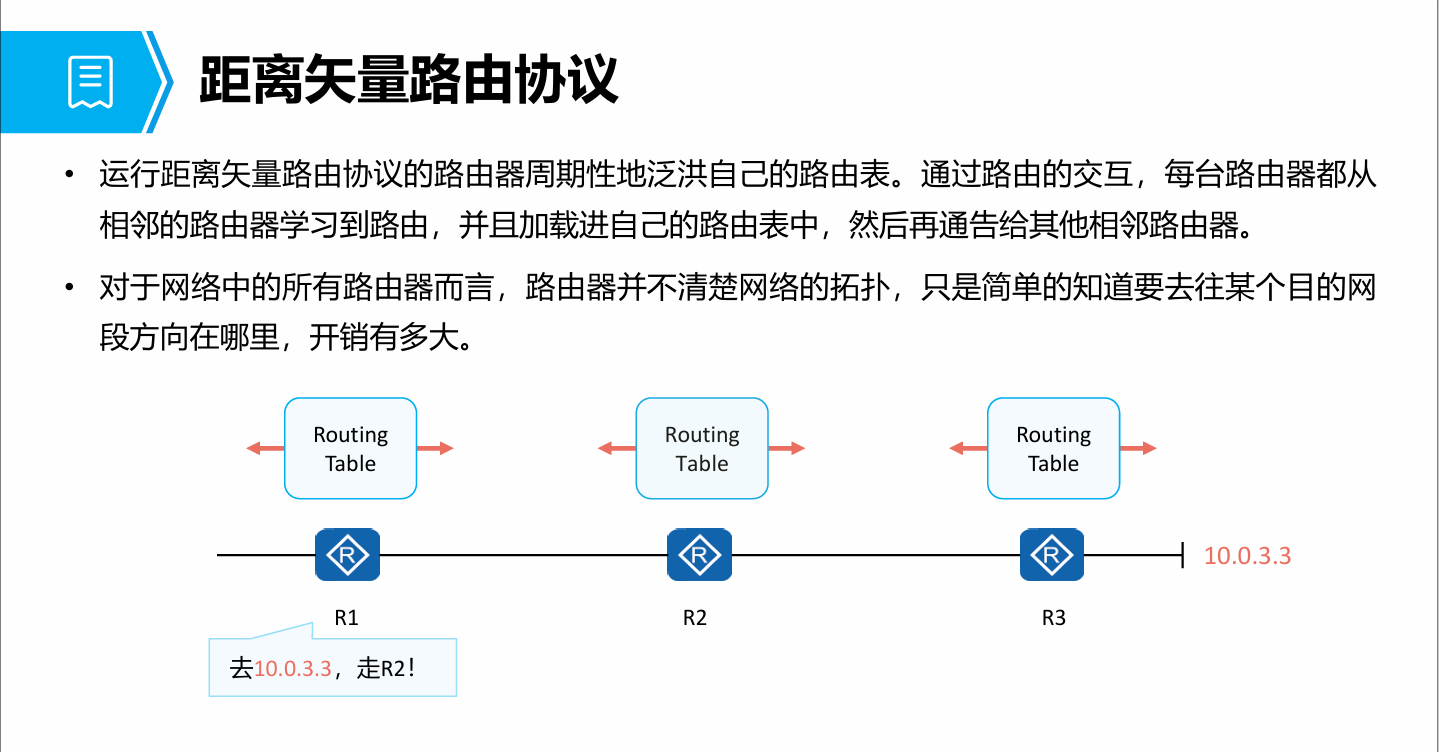 距离矢量路由协议
• 运行距离矢量路由协议的路由器周期性地泛洪自己的路由表。通过路由的交互，每台路由器都从
相邻的路由器学习到路由，并且加载进自己的路由表中，然后再通告给其他相邻路由器。
• 对于网络中的所有路由器而言，路由器并不清楚网络的拓扑，只是简单的知道要去往某个目的网
段方向在哪里，开销有多大。
Routing
Table
Routing
Table
Routing
Table
R
R
R
10.0.3.3
R1
R2
R3
去10.0.3.3，走R2！